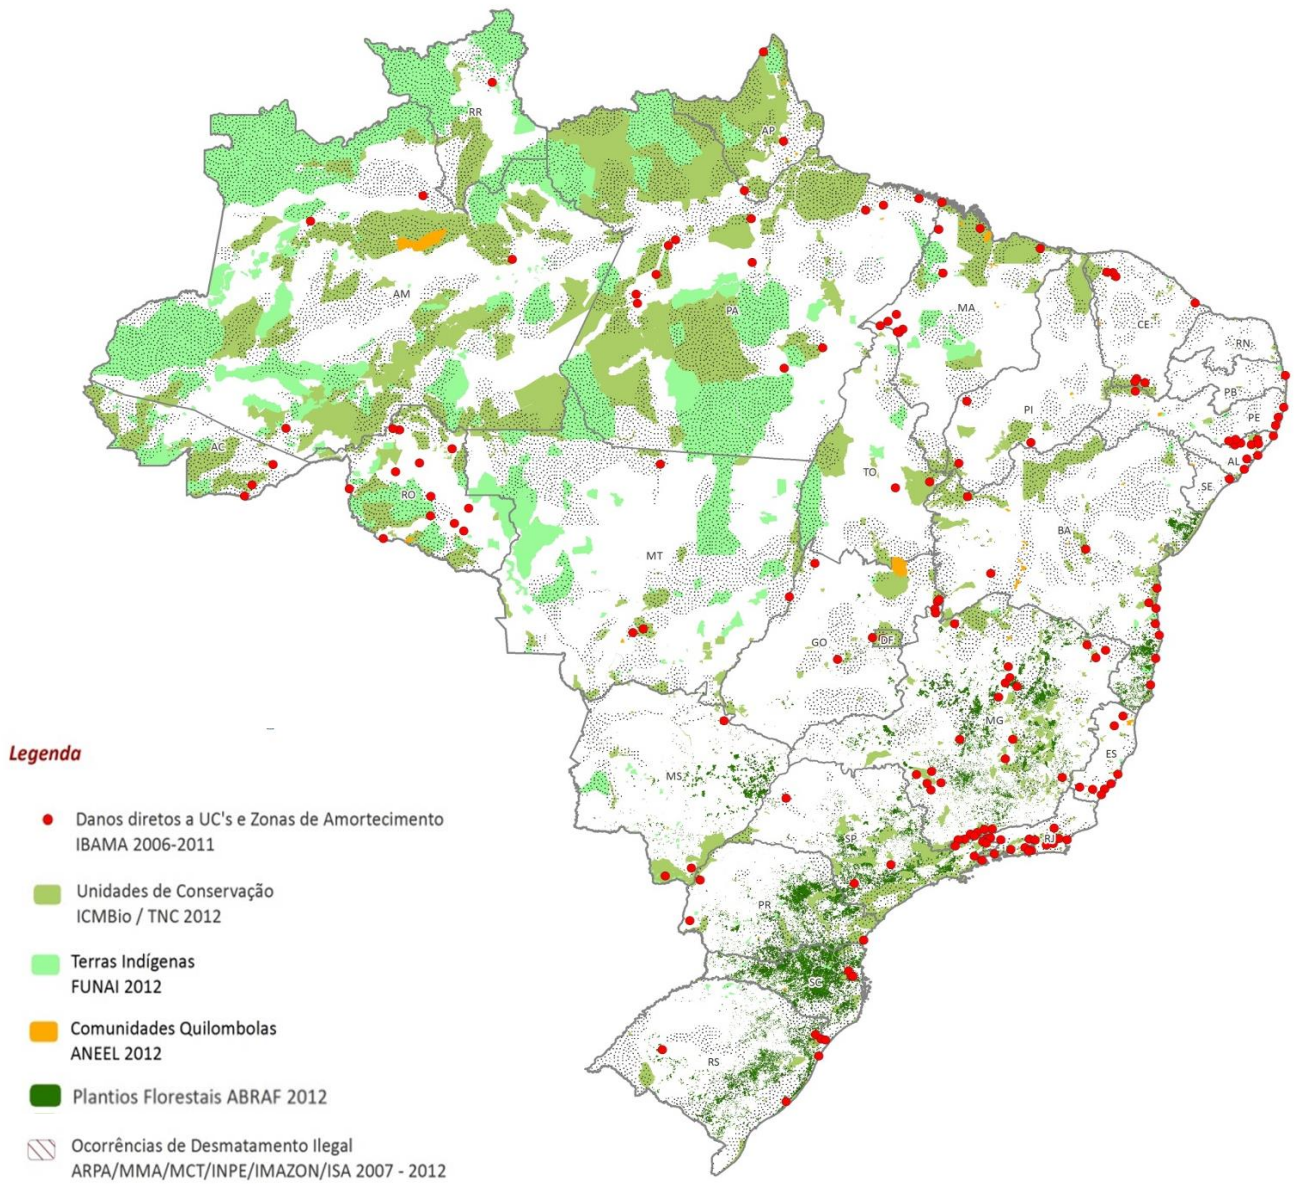 RR
AP
AM
PA
MA
CE
RN
PB
PE
PI
AL
SE
AC
TO
RO
BA
MT
GO
DF
MG
ES
MS
SP
RJ
PR
SC
RS
Legenda
Danos diretos a UC's e Zonas de Amortecimento
IBAMA 2006-2011
Unidades de Conservação
ICMBio / TNC 2012
Terras Indígenas
FUNAI 2012
Comunidades Quilombolas
ANEEL 2012
Plantios Florestais ABRAF 2012
Ocorrências de Desmatamento Ilegal
ARPA/MMA/MCT/INPE/IMAZON/ISA 2007 - 2012